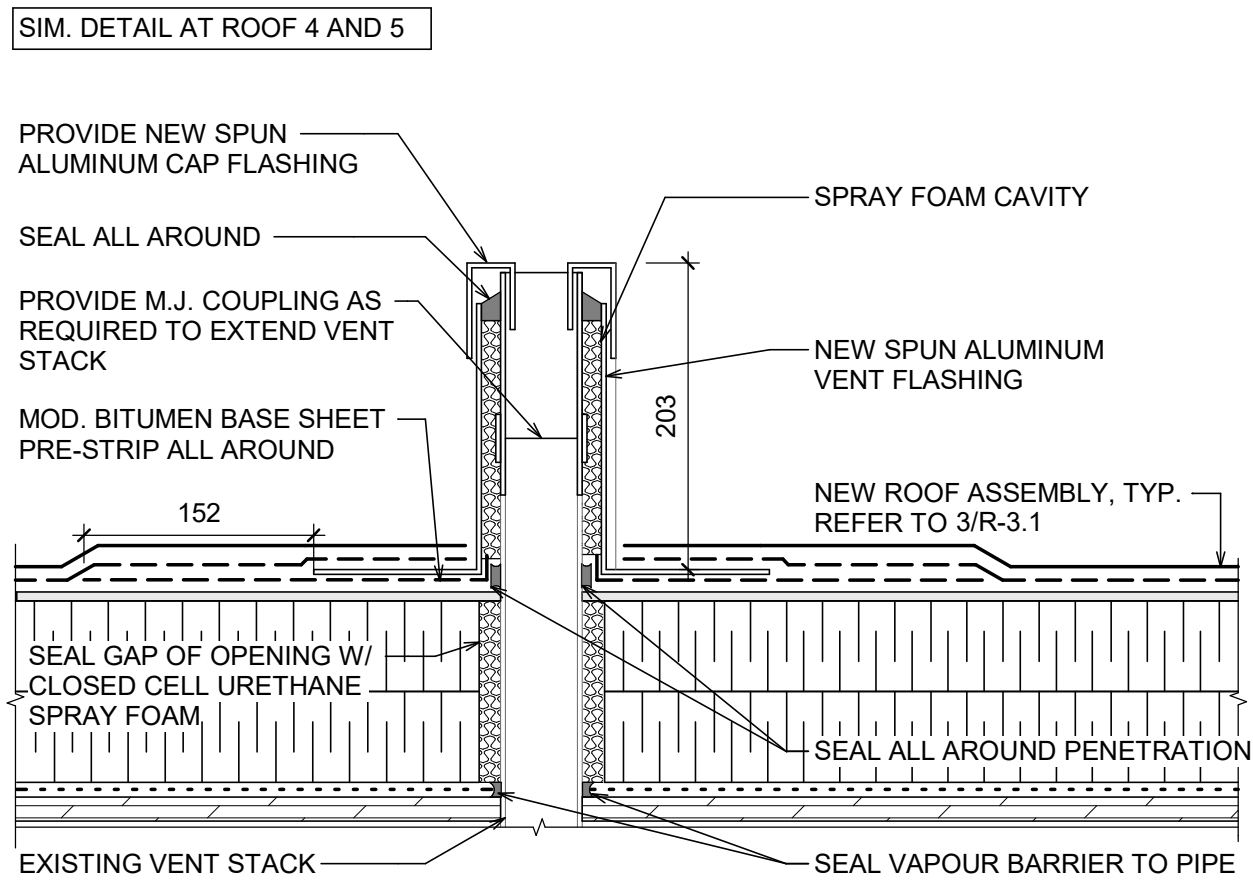 SIM. DETAIL AT ROOF 4 AND 5
PROVIDE NEW SPUN
ALUMINUM CAP FLASHING
SEAL ALL AROUND
PROVIDE M.J. COUPLING AS
REQUIRED TO EXTEND VENT
STACK
MOD. BITUMEN BASE SHEET
PRE-STRIP ALL AROUND
152
SEAL GAP OF OPENING W/
CLOSED CELL URETHANE
SPRAY FOAM
EXISTING VENT STACK
SPRAY FOAM CAVITY
NEW SPUN ALUMINUM
VENT FLASHING
203
NEW ROOF ASSEMBLY, TYP.
REFER TO 3/R-3.1
SEAL ALL AROUND PENETRATION
SEAL VAPOUR BARRIER TO PIPE